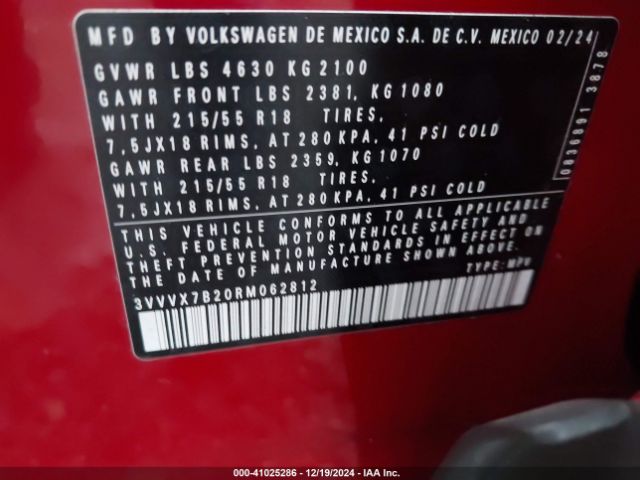 MFD BY VOLKSWAGEN DE MEXICO S.A. DE C.V. MEXICO 02/24
GVWR LBS 4630 KG 2100
GAWR FRONT LBS 2381, KG 1080
WITH 215/55 R18 TIRES,
7,5JX18 RIMS, AT 280 KPA, 41 PSI COLD
GAWR REAR LBS 2359, KG 1070
WITH 215/55 R18 TIRES,
7,5JX18 RIMS, AT 280 KPA, 41 PSI COLD
THIS VEHICLE CONFORMS TO ALL APPLICABLE
U.S. FEDERAL MOTOR VEHICLE SAFETY AND
THEFT PREVENTION STANDARDS IN EFFECT ON
THE DATE OF MANUFACTURE SHOWN ABOVE.
3VVVX7B20RM062812 TYPE: MPV
0836891 3878
000-41025286 - 12/19/2024 - IAA Inc.